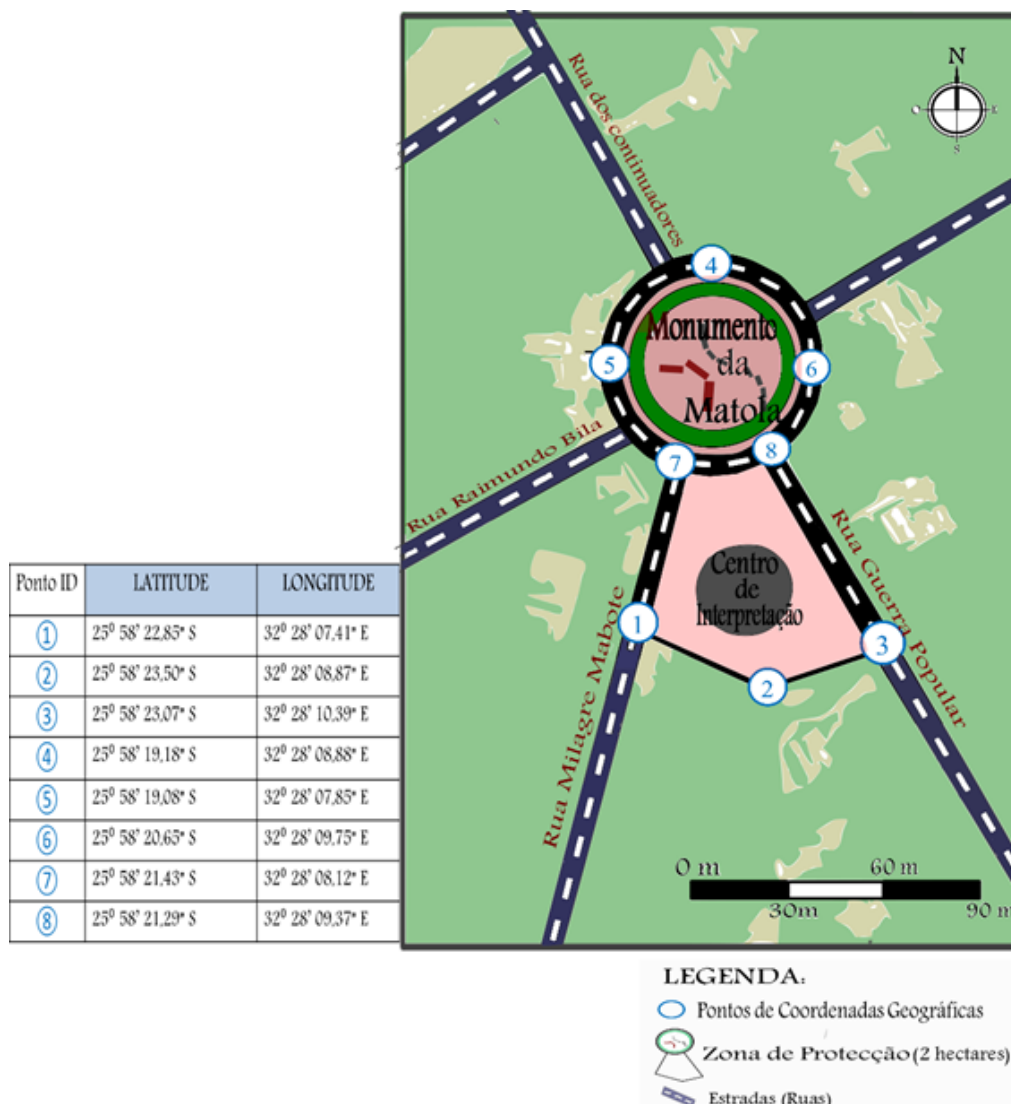 Ponto ID LATITUDE LONGITUDE
1 25⁰ 58' 22,85" S 32⁰ 28' 07,41" E
2 25⁰ 58' 23,50" S 32⁰ 28' 08,87" E
3 25⁰ 58' 23,07" S 32⁰ 28' 10,39" E
4 25⁰ 58' 19,18" S 32⁰ 28' 08,88" E
5 25⁰ 58' 19,08" S 32⁰ 28' 07,85" E
6 25⁰ 58' 20,65" S 32⁰ 28' 09,75" E
7 25⁰ 58' 21,43" S 32⁰ 28' 08,12" E
8 25⁰ 58' 21,29" S 32⁰ 28' 09,37" E
N
O E
S
Rua dos continuadores
4
Monumento
da
Matola
5
6
7
8
Rua Raimundo Bila
Centro
de
Interpretação
1
2
3
Rua Milagre Mabote
Rua Guerra Popular
0 m 60 m
30m 90 m
LEGENDA:
Pontos de Coordenadas Geográficas
Zona de Protecção (2 hectares)
Estradas (Ruas)